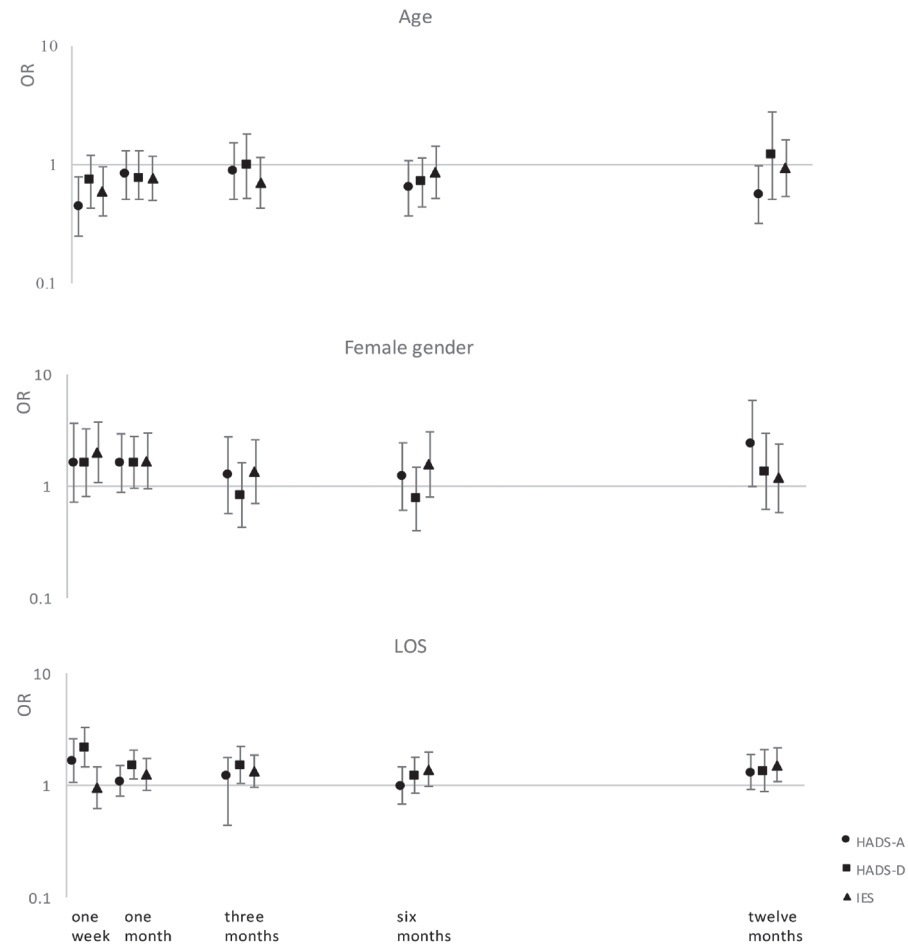 Age
10
OR
1
0.1
Female gender
10
OR
1
0.1
LOS
10
OR
1
0.1
HADS-A
HADS-D
IES
one
week
one
month
three
months
six
months
twelve
months